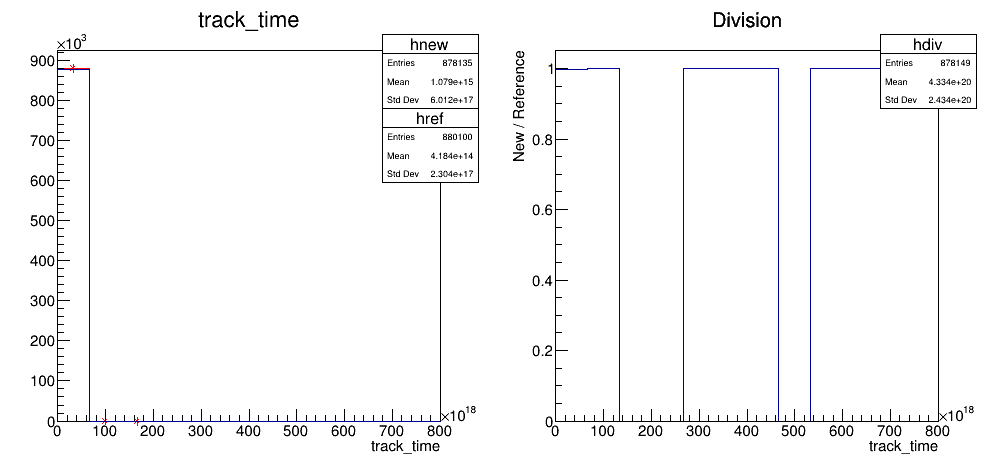 track_time
×10³
900
800
700
600
500
400
300
200
100
0
0 100 200 300 400 500 600 700 800
×10¹⁸
track_time
hnew
Entries 878135
Mean 1.079e+15
Std Dev 6.012e+17
href
Entries 880100
Mean 4.184e+14
Std Dev 2.304e+17
Division
New / Reference
1
0.8
0.6
0.4
0.2
0
0 100 200 300 400 500 600 700 800
×10¹⁸
track_time
hdiv
Entries 878149
Mean 4.334e+20
Std Dev 2.434e+20